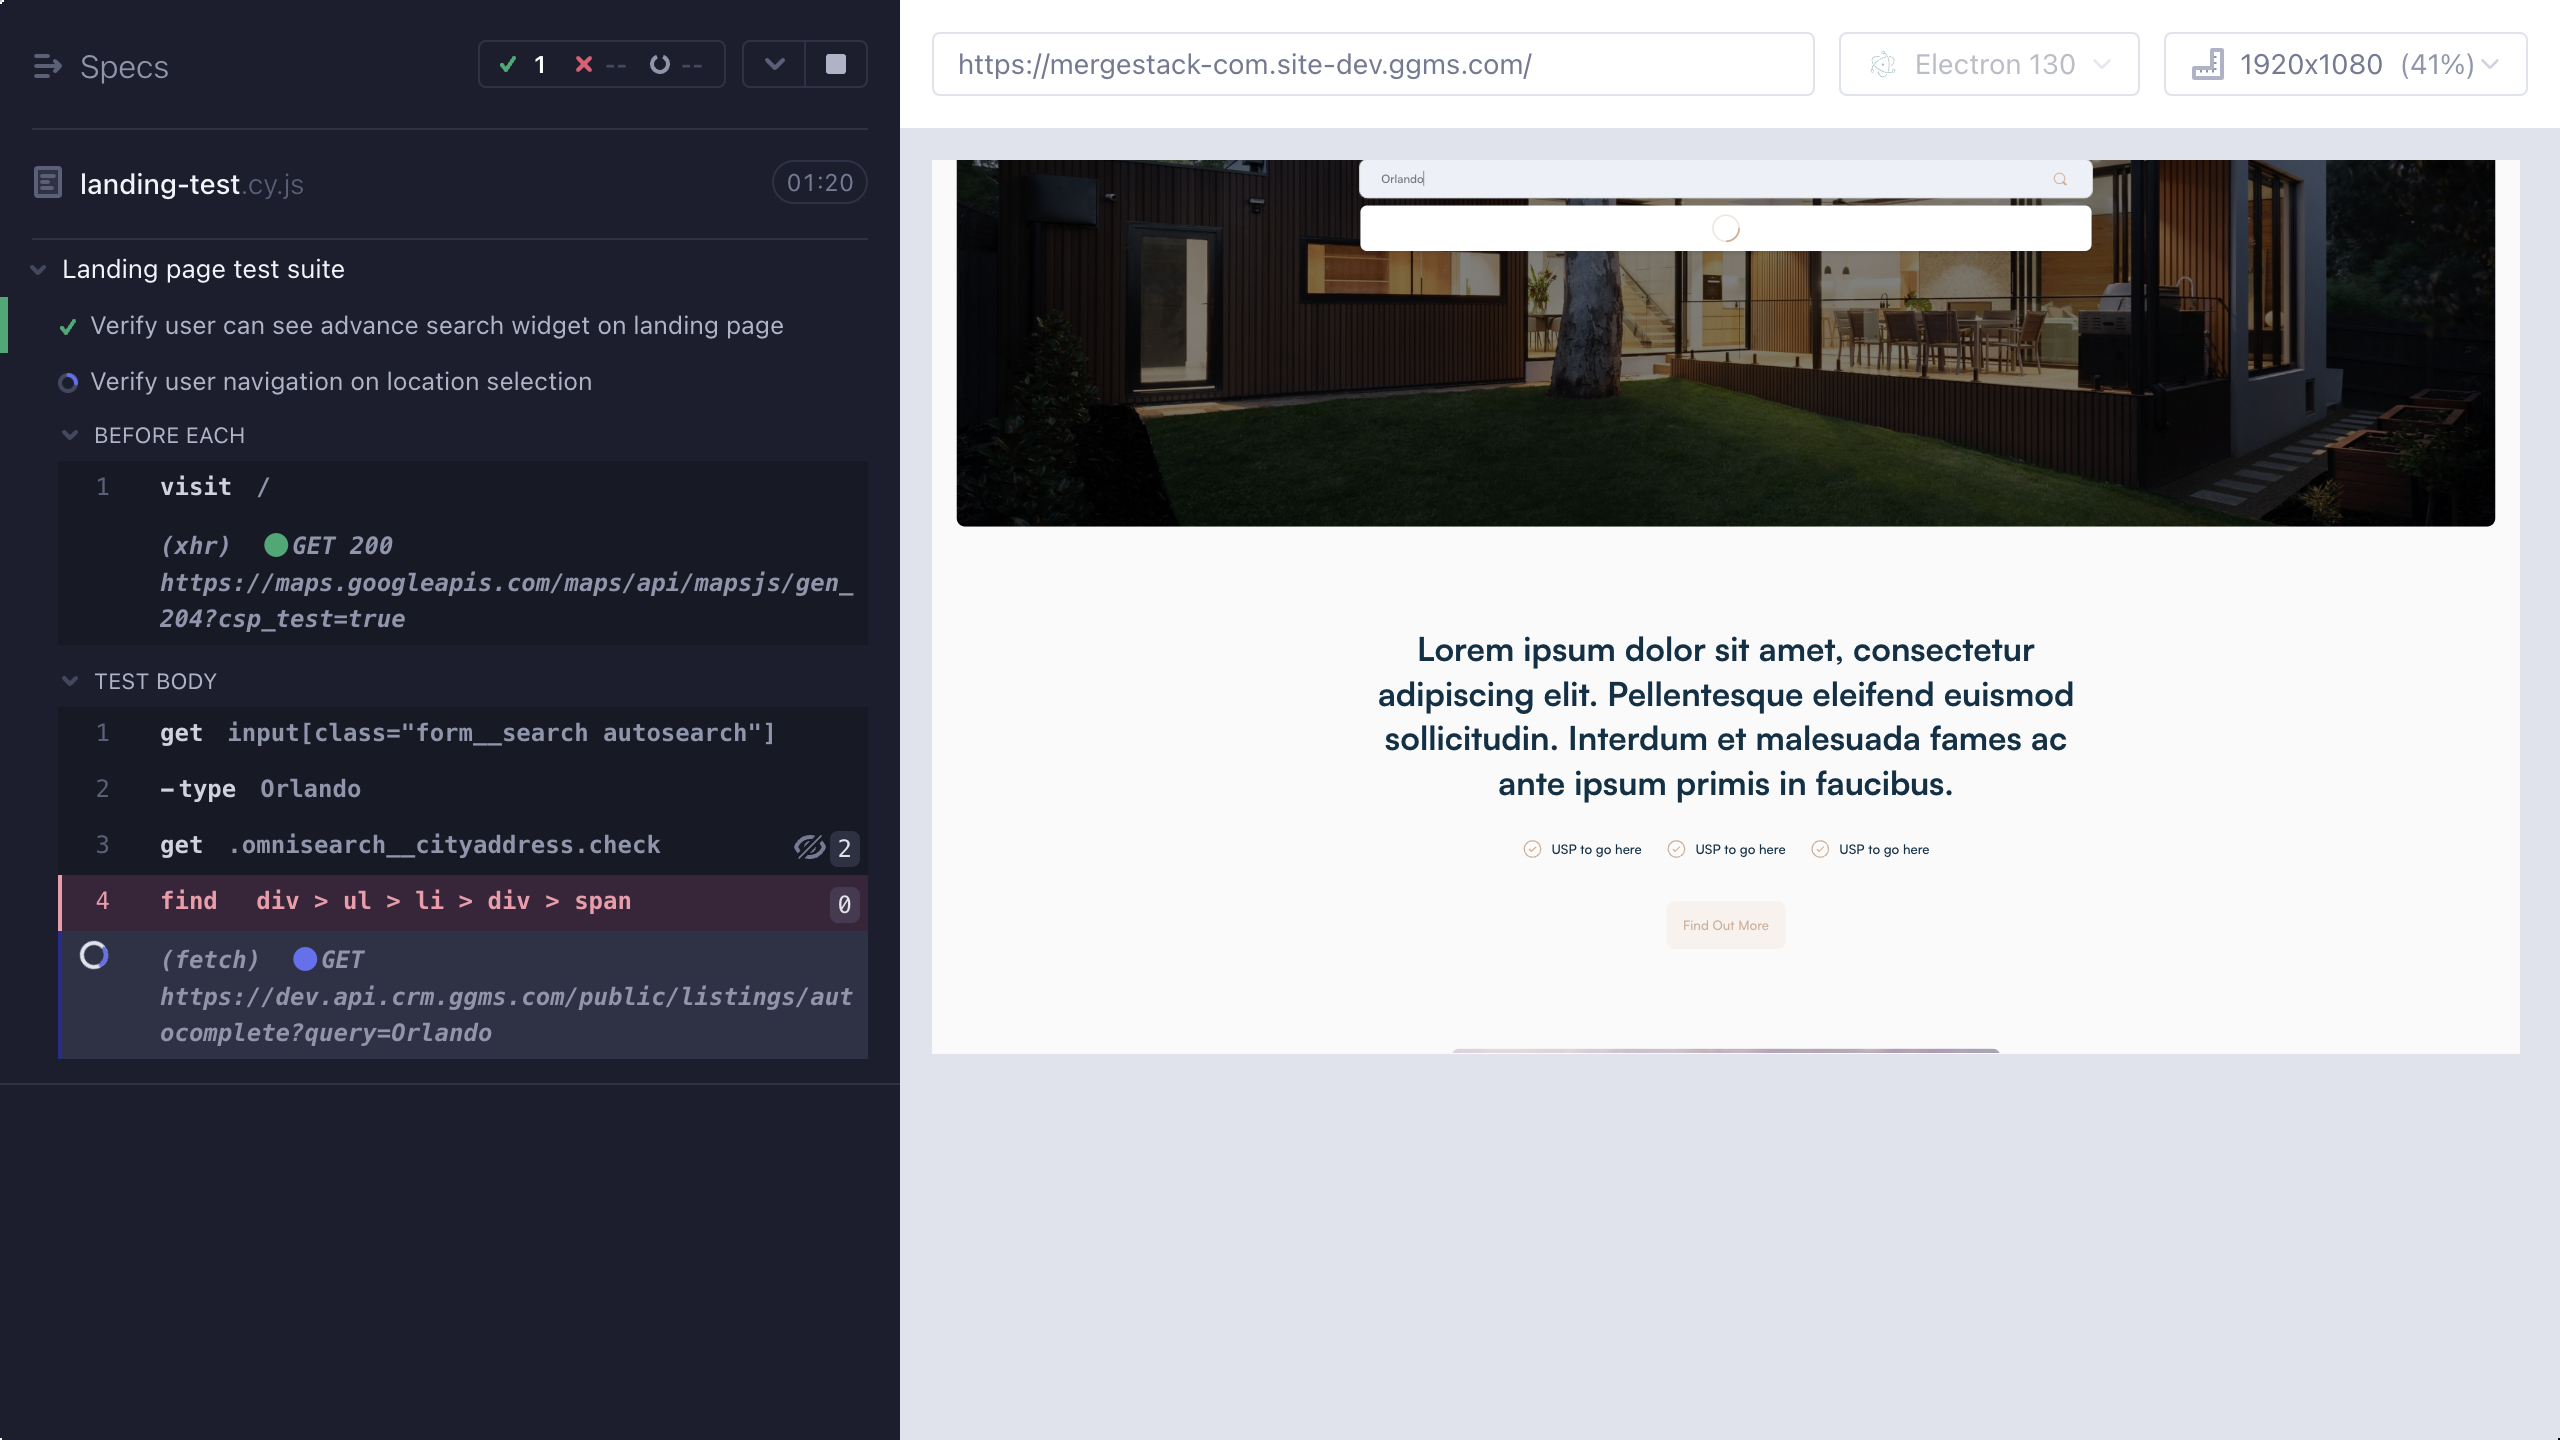 Specs
1 -- --
https://mergestack-com.site-dev.ggms.com/
Electron 130
1920x1080 (41%)
landing-test.cy.js
01:20
Landing page test suite
Verify user can see advance search widget on landing page
Verify user navigation on location selection
BEFORE EACH
1 visit /
(xhr) GET 200
https://maps.googleapis.com/maps/api/mapsjs/gen_
204?csp_test=true
TEST BODY
1 get input[class="form__search autosearch"]
2 -type Orlando
3 get .omnisearch__cityaddress.check 2
4 find div > ul > li > div > span 0
(fetch) GET
https://dev.api.crm.ggms.com/public/listings/aut
ocomplete?query=Orlando
Orlando
Lorem ipsum dolor sit amet, consectetur
adipiscing elit. Pellentesque eleifend euismod
sollicitudin. Interdum et malesuada fames ac
ante ipsum primis in faucibus.
USP to go here USP to go here USP to go here
Find Out More